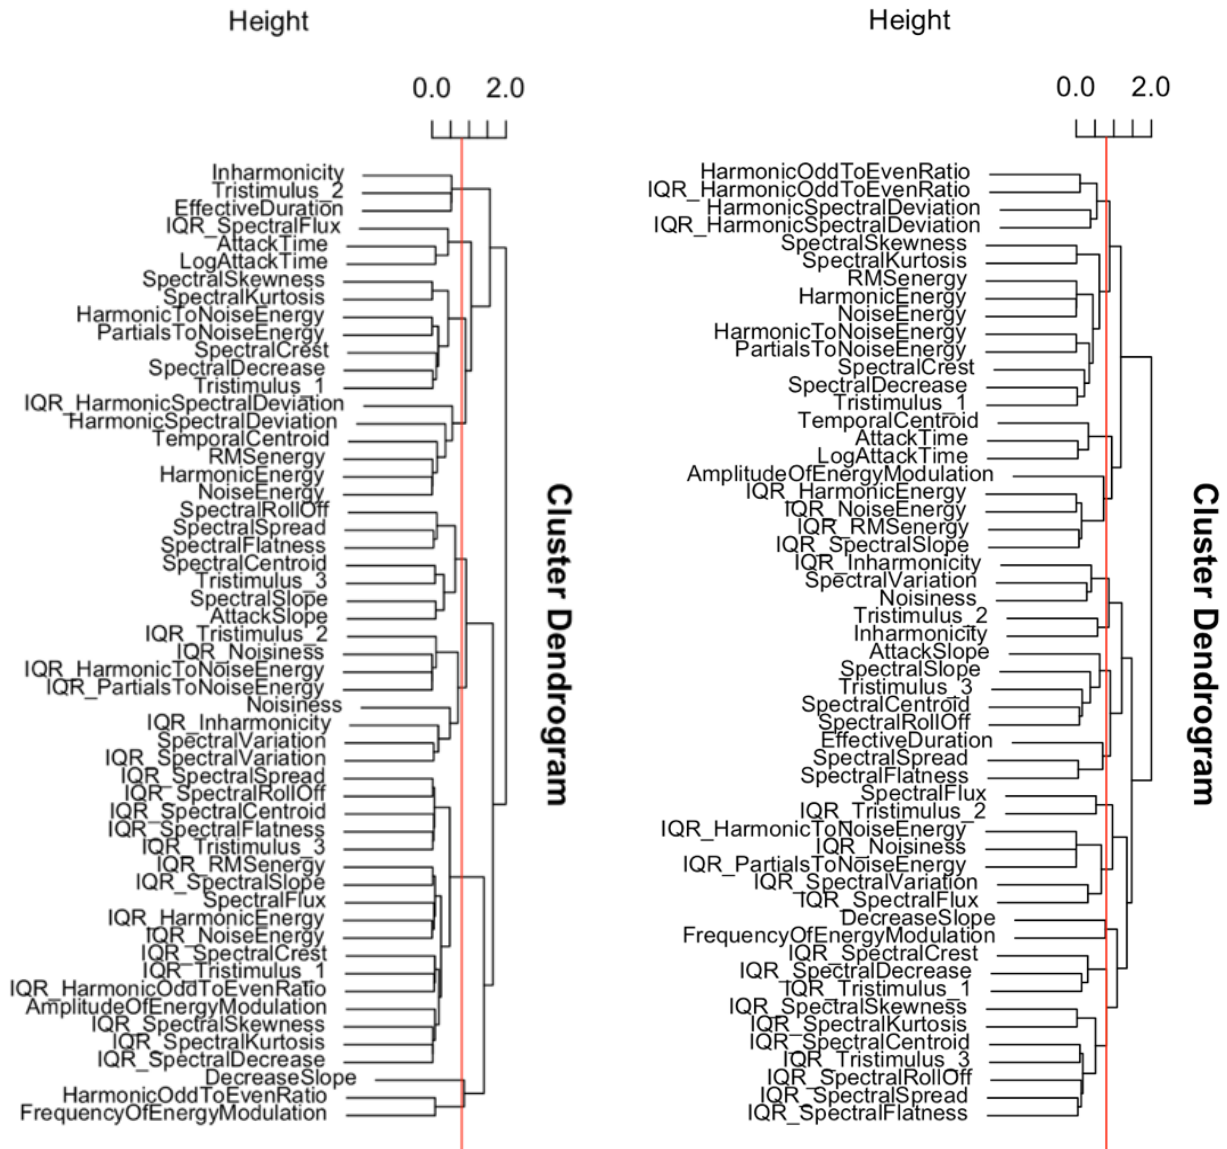 Height
0.0 2.0
Inharmonicity
Tristimulus_2
EffectiveDuration
IQR_SpectralFlux
AttackTime
LogAttackTime
SpectralSkewness
SpectralKurtosis
HarmonicToNoiseEnergy
PartialsToNoiseEnergy
SpectralCrest
SpectralDecrease
Tristimulus_1
IQR_HarmonicSpectralDeviation
HarmonicSpectralDeviation
TemporalCentroid
RMSenergy
HarmonicEnergy
NoiseEnergy
SpectralRollOff
SpectralSpread
SpectralFlatness
SpectralCentroid
Tristimulus_3
SpectralSlope
AttackSlope
IQR_Tristimulus_2
IQR_Noisiness
IQR_HarmonicToNoiseEnergy
IQR_PartialsToNoiseEnergy
Noisiness
IQR_Inharmonicity
SpectralVariation
IQR_SpectralVariation
IQR_SpectralSpread
IQR_SpectralRollOff
IQR_SpectralCentroid
IQR_SpectralFlatness
IQR_Tristimulus_3
IQR_RMSenergy
IQR_SpectralSlope
SpectralFlux
IQR_HarmonicEnergy
IQR_NoiseEnergy
IQR_SpectralCrest
IQR_Tristimulus_1
IQR_HarmonicOddToEvenRatio
AmplitudeOfEnergyModulation
IQR_SpectralSkewness
IQR_SpectralKurtosis
IQR_SpectralDecrease
DecreaseSlope
HarmonicOddToEvenRatio
FrequencyOfEnergyModulation
Cluster Dendrogram
Height
0.0 2.0
HarmonicOddToEvenRatio
IQR_HarmonicOddToEvenRatio
HarmonicSpectralDeviation
IQR_HarmonicSpectralDeviation
SpectralSkewness
SpectralKurtosis
RMSenergy
HarmonicEnergy
NoiseEnergy
HarmonicToNoiseEnergy
PartialsToNoiseEnergy
SpectralCrest
SpectralDecrease
Tristimulus_1
TemporalCentroid
AttackTime
LogAttackTime
AmplitudeOfEnergyModulation
IQR_HarmonicEnergy
IQR_NoiseEnergy
IQR_RMSenergy
IQR_SpectralSlope
IQR_Inharmonicity
SpectralVariation
Noisiness
Tristimulus_2
Inharmonicity
AttackSlope
SpectralSlope
Tristimulus_3
SpectralCentroid
SpectralRollOff
EffectiveDuration
SpectralSpread
SpectralFlatness
SpectralFlux
IQR_Tristimulus_2
IQR_HarmonicToNoiseEnergy
IQR_Noisiness
IQR_PartialsToNoiseEnergy
IQR_SpectralVariation
IQR_SpectralFlux
DecreaseSlope
FrequencyOfEnergyModulation
IQR_SpectralCrest
IQR_SpectralDecrease
IQR_Tristimulus_1
IQR_SpectralSkewness
IQR_SpectralKurtosis
IQR_SpectralCentroid
IQR_Tristimulus_3
IQR_SpectralRollOff
IQR_SpectralSpread
IQR_SpectralFlatness
Cluster Dendrogram